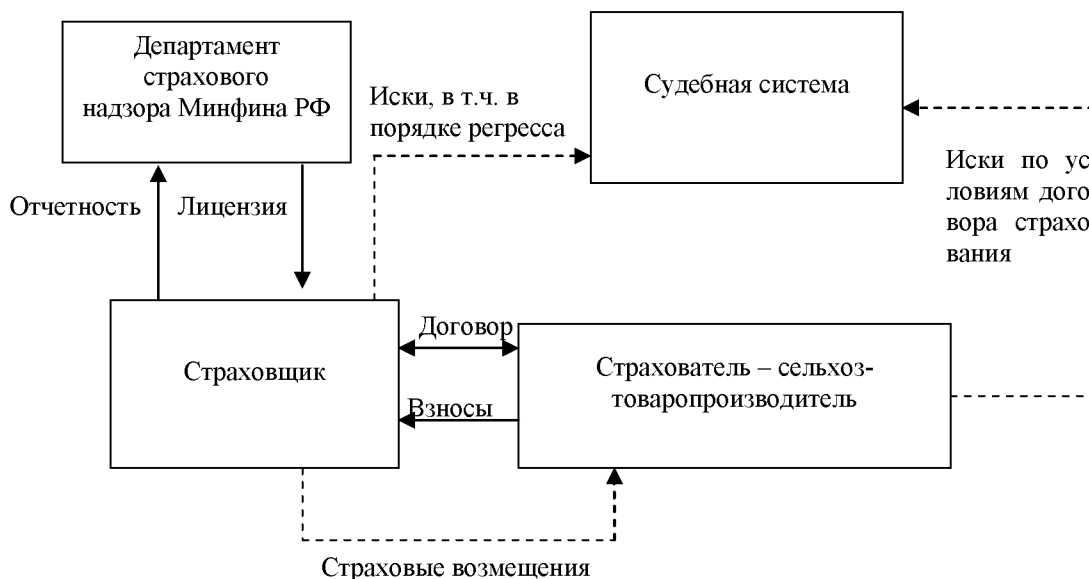 Департамент
страхового
надзора Минфина РФ
Судебная система
Иски, в т.ч. в
порядке регресса
Иски по ус
ловиям дого
вора страхо
вания
Отчетность
Лицензия
Страховщик
Договор
Взносы
Страхователь – сельхоз-
товаропроизводитель
Страховые возмещения